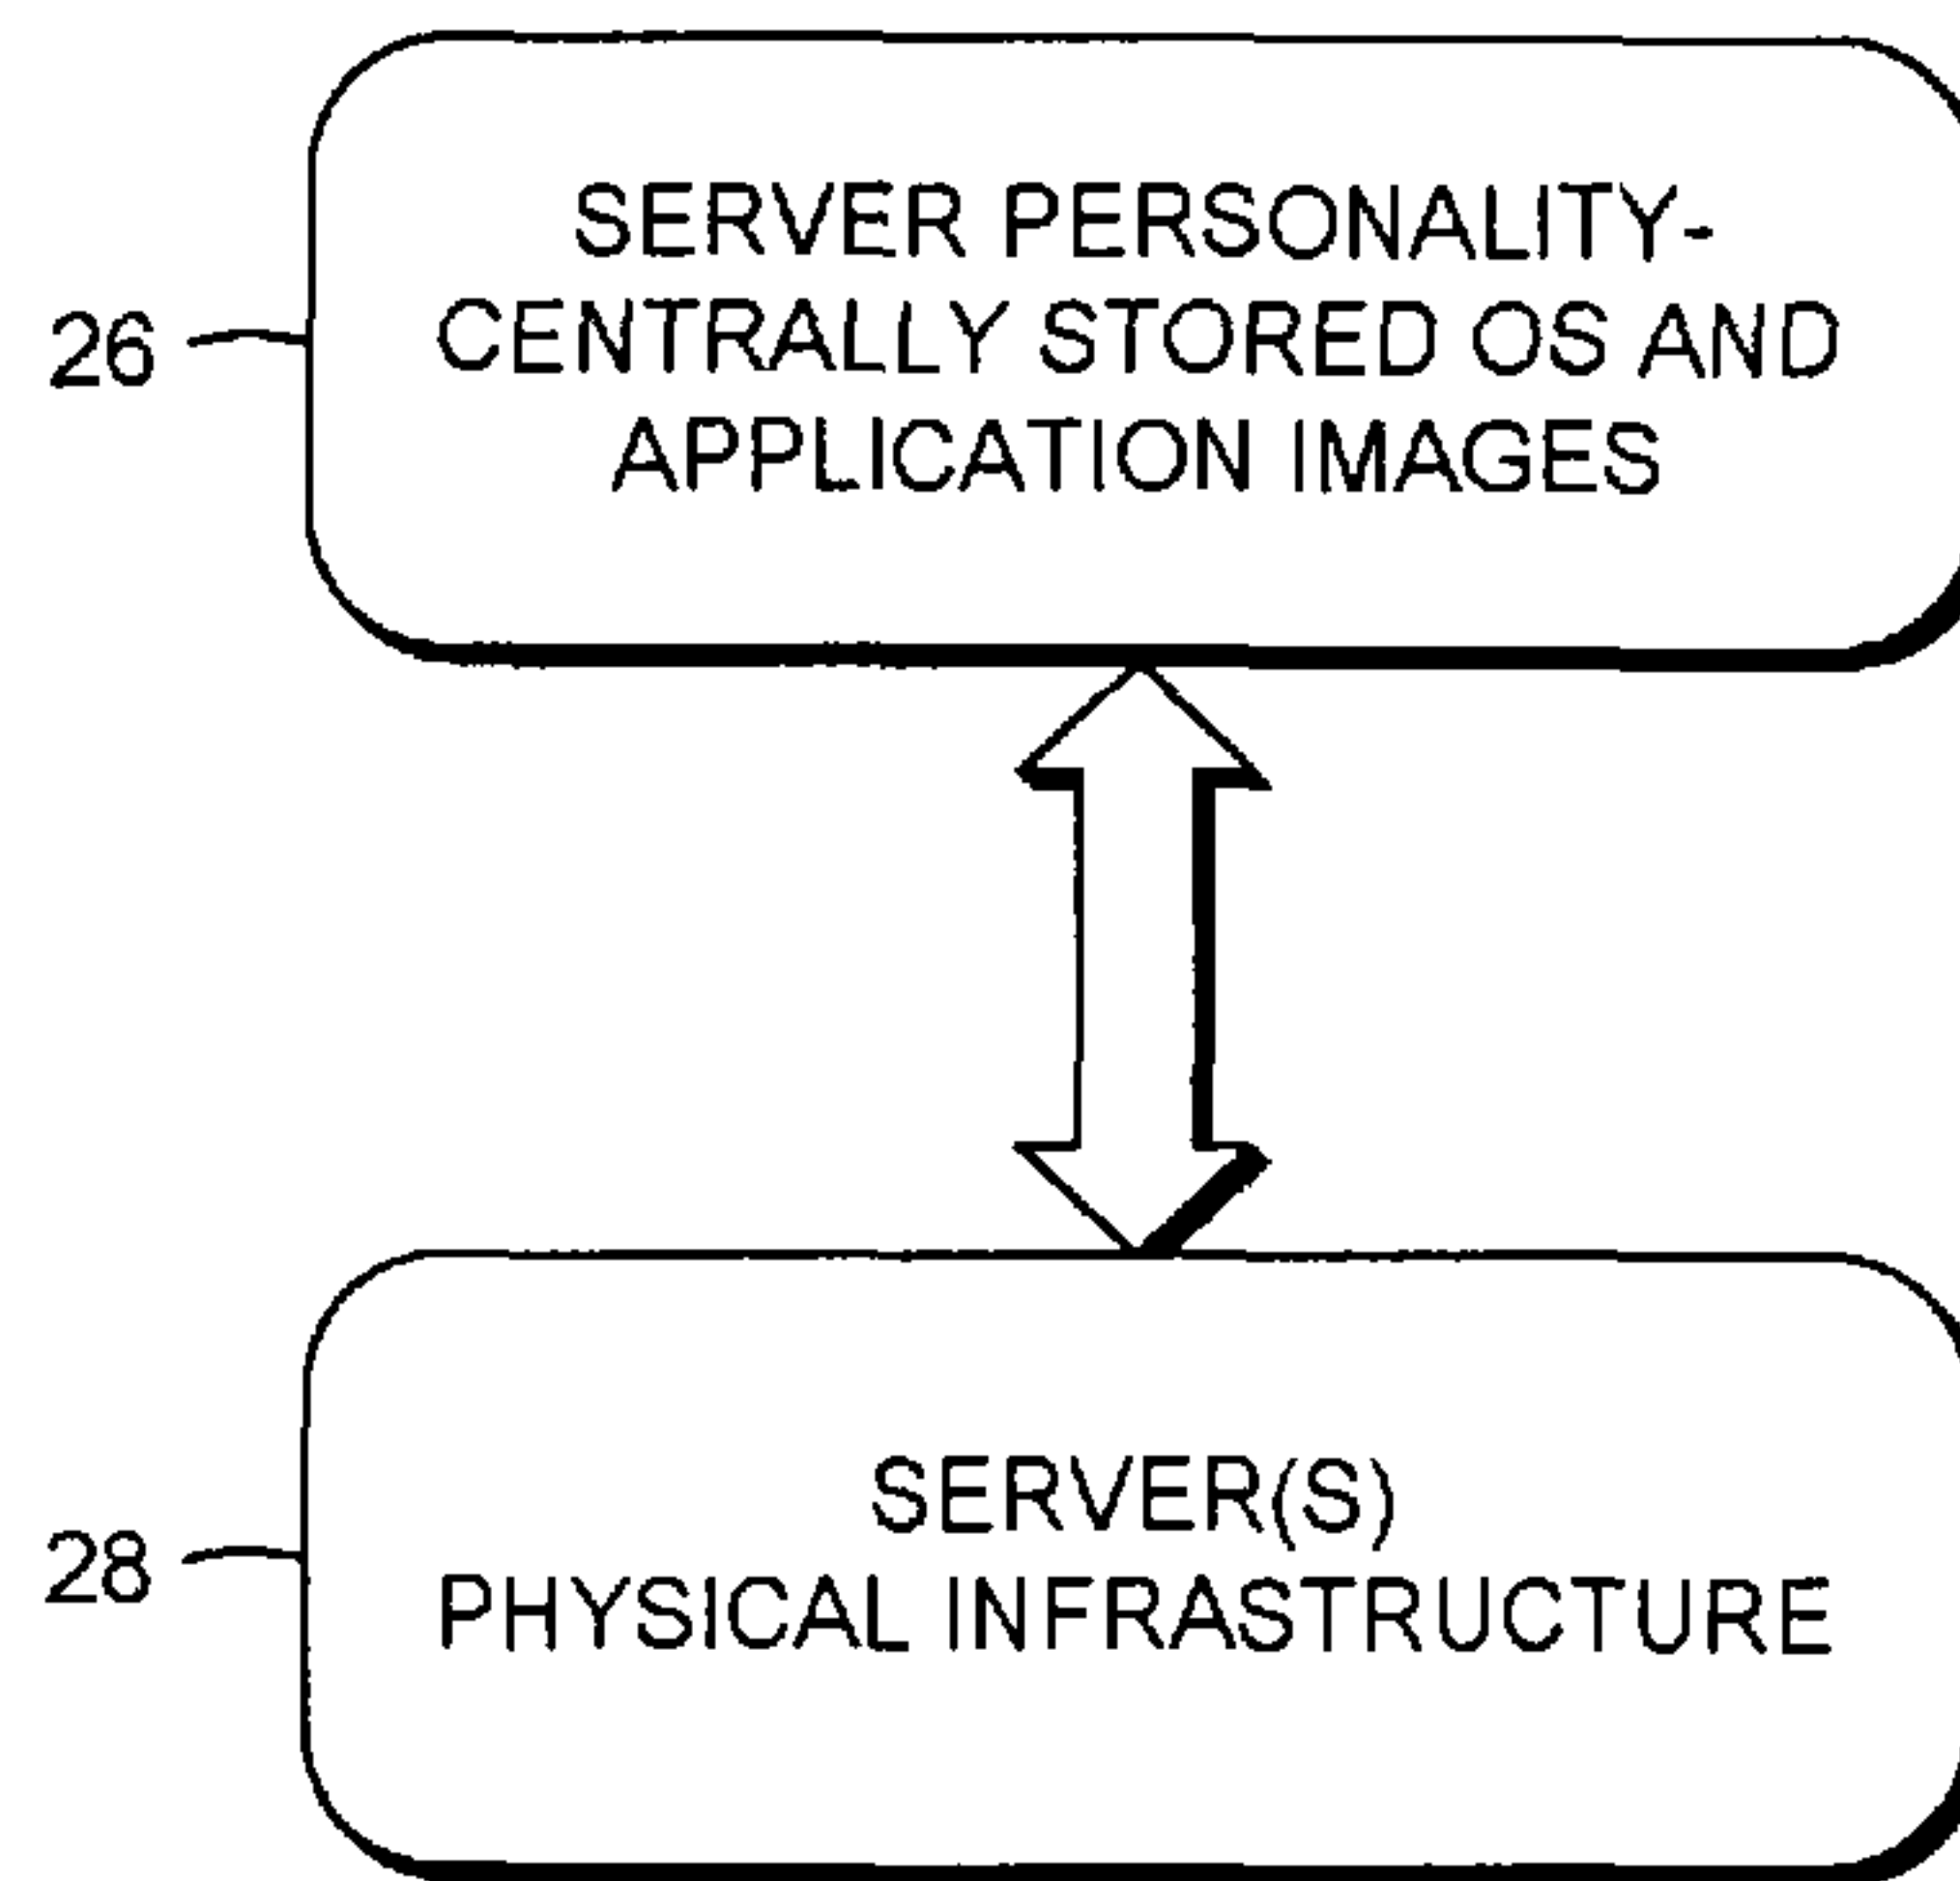 SERVER PERSONALITY-
26 CENTRALLY STORED OS AND
APPLICATION IMAGES
SERVER(S)
28 PHYSICAL INFRASTRUCTURE